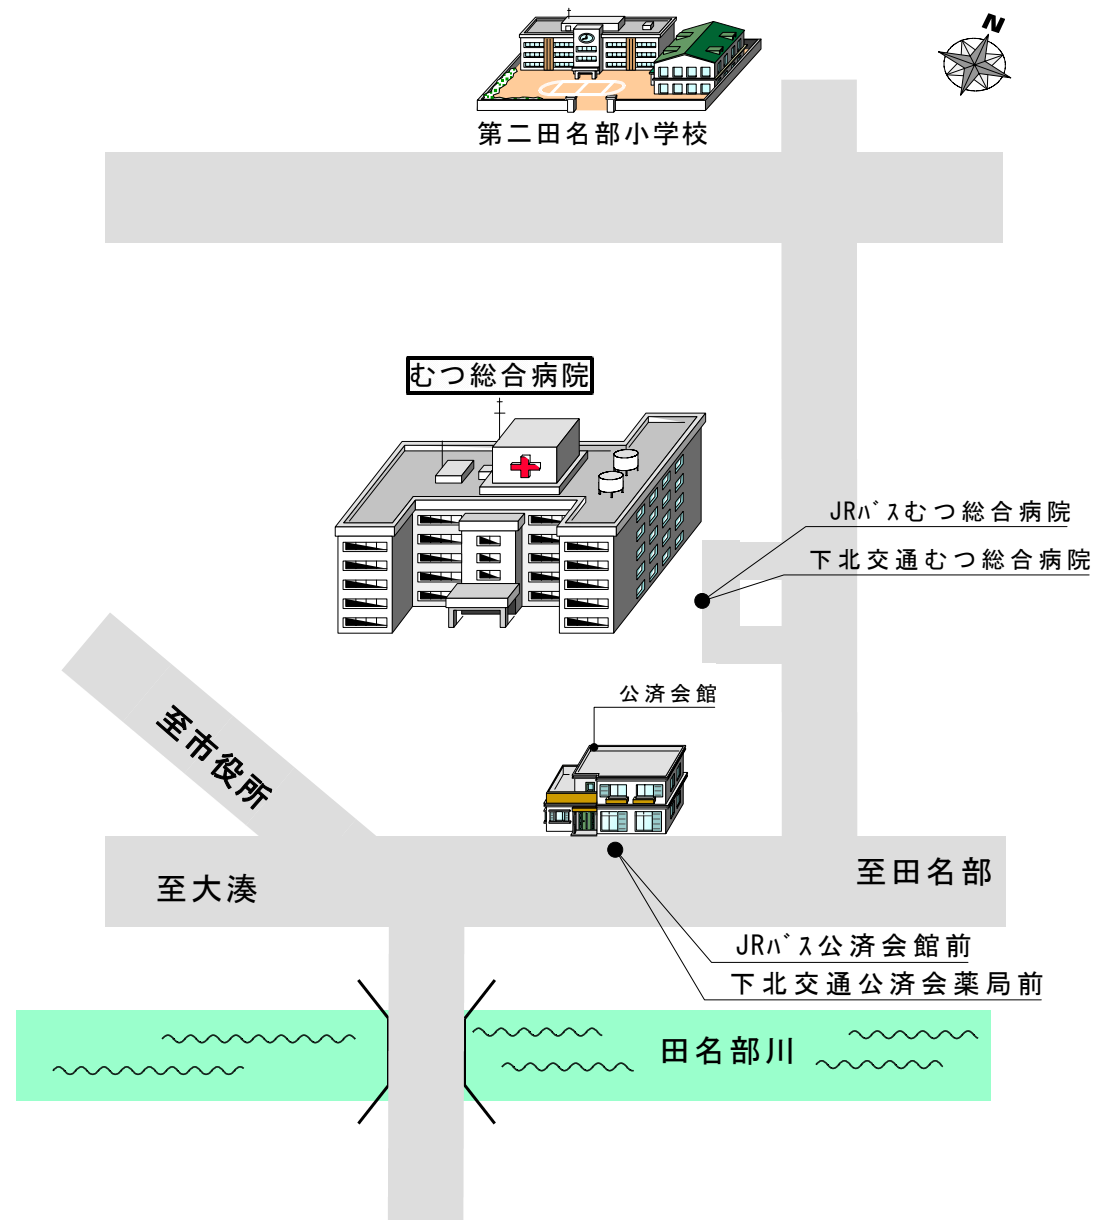 N
第二田名部小学校
むつ総合病院
JRﾊﾞｽむつ総合病院
下北交通むつ総合病院
公済会館
至市役所
至大湊
至田名部
JRﾊﾞｽ公済会館前
下北交通公済会薬局前
田名部川